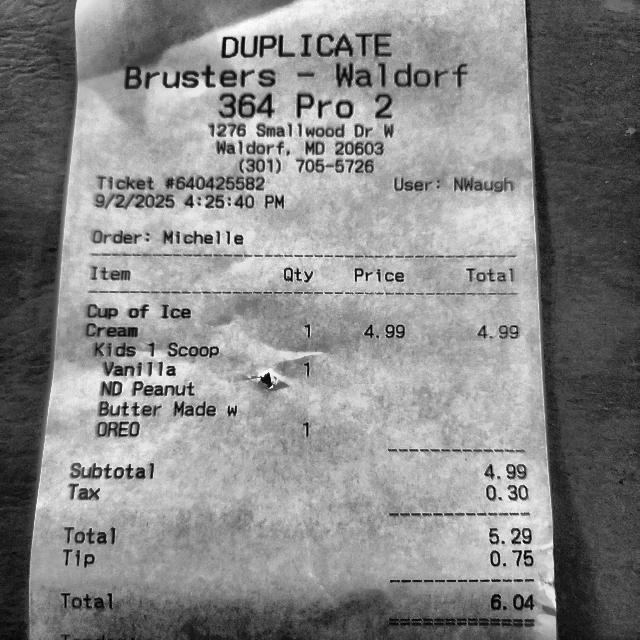 DUPLICATE
Brusters - Waldorf
364 Pro 2
1276 Smallwood Dr W
Waldorf, MD 20603
(301) 705-5726
Ticket #640425582 User: NWaugh
9/2/2025 4:25:40 PM
Order: Michelle
Item Qty Price Total
Cup of Ice
Cream 1 4.99 4.99
Kids 1 Scoop
Vanilla 1
ND Peanut
Butter Made w
OREO 1
Subtotal 4.99
Tax 0.30
Total 5.29
Tip 0.75
Total 6.04